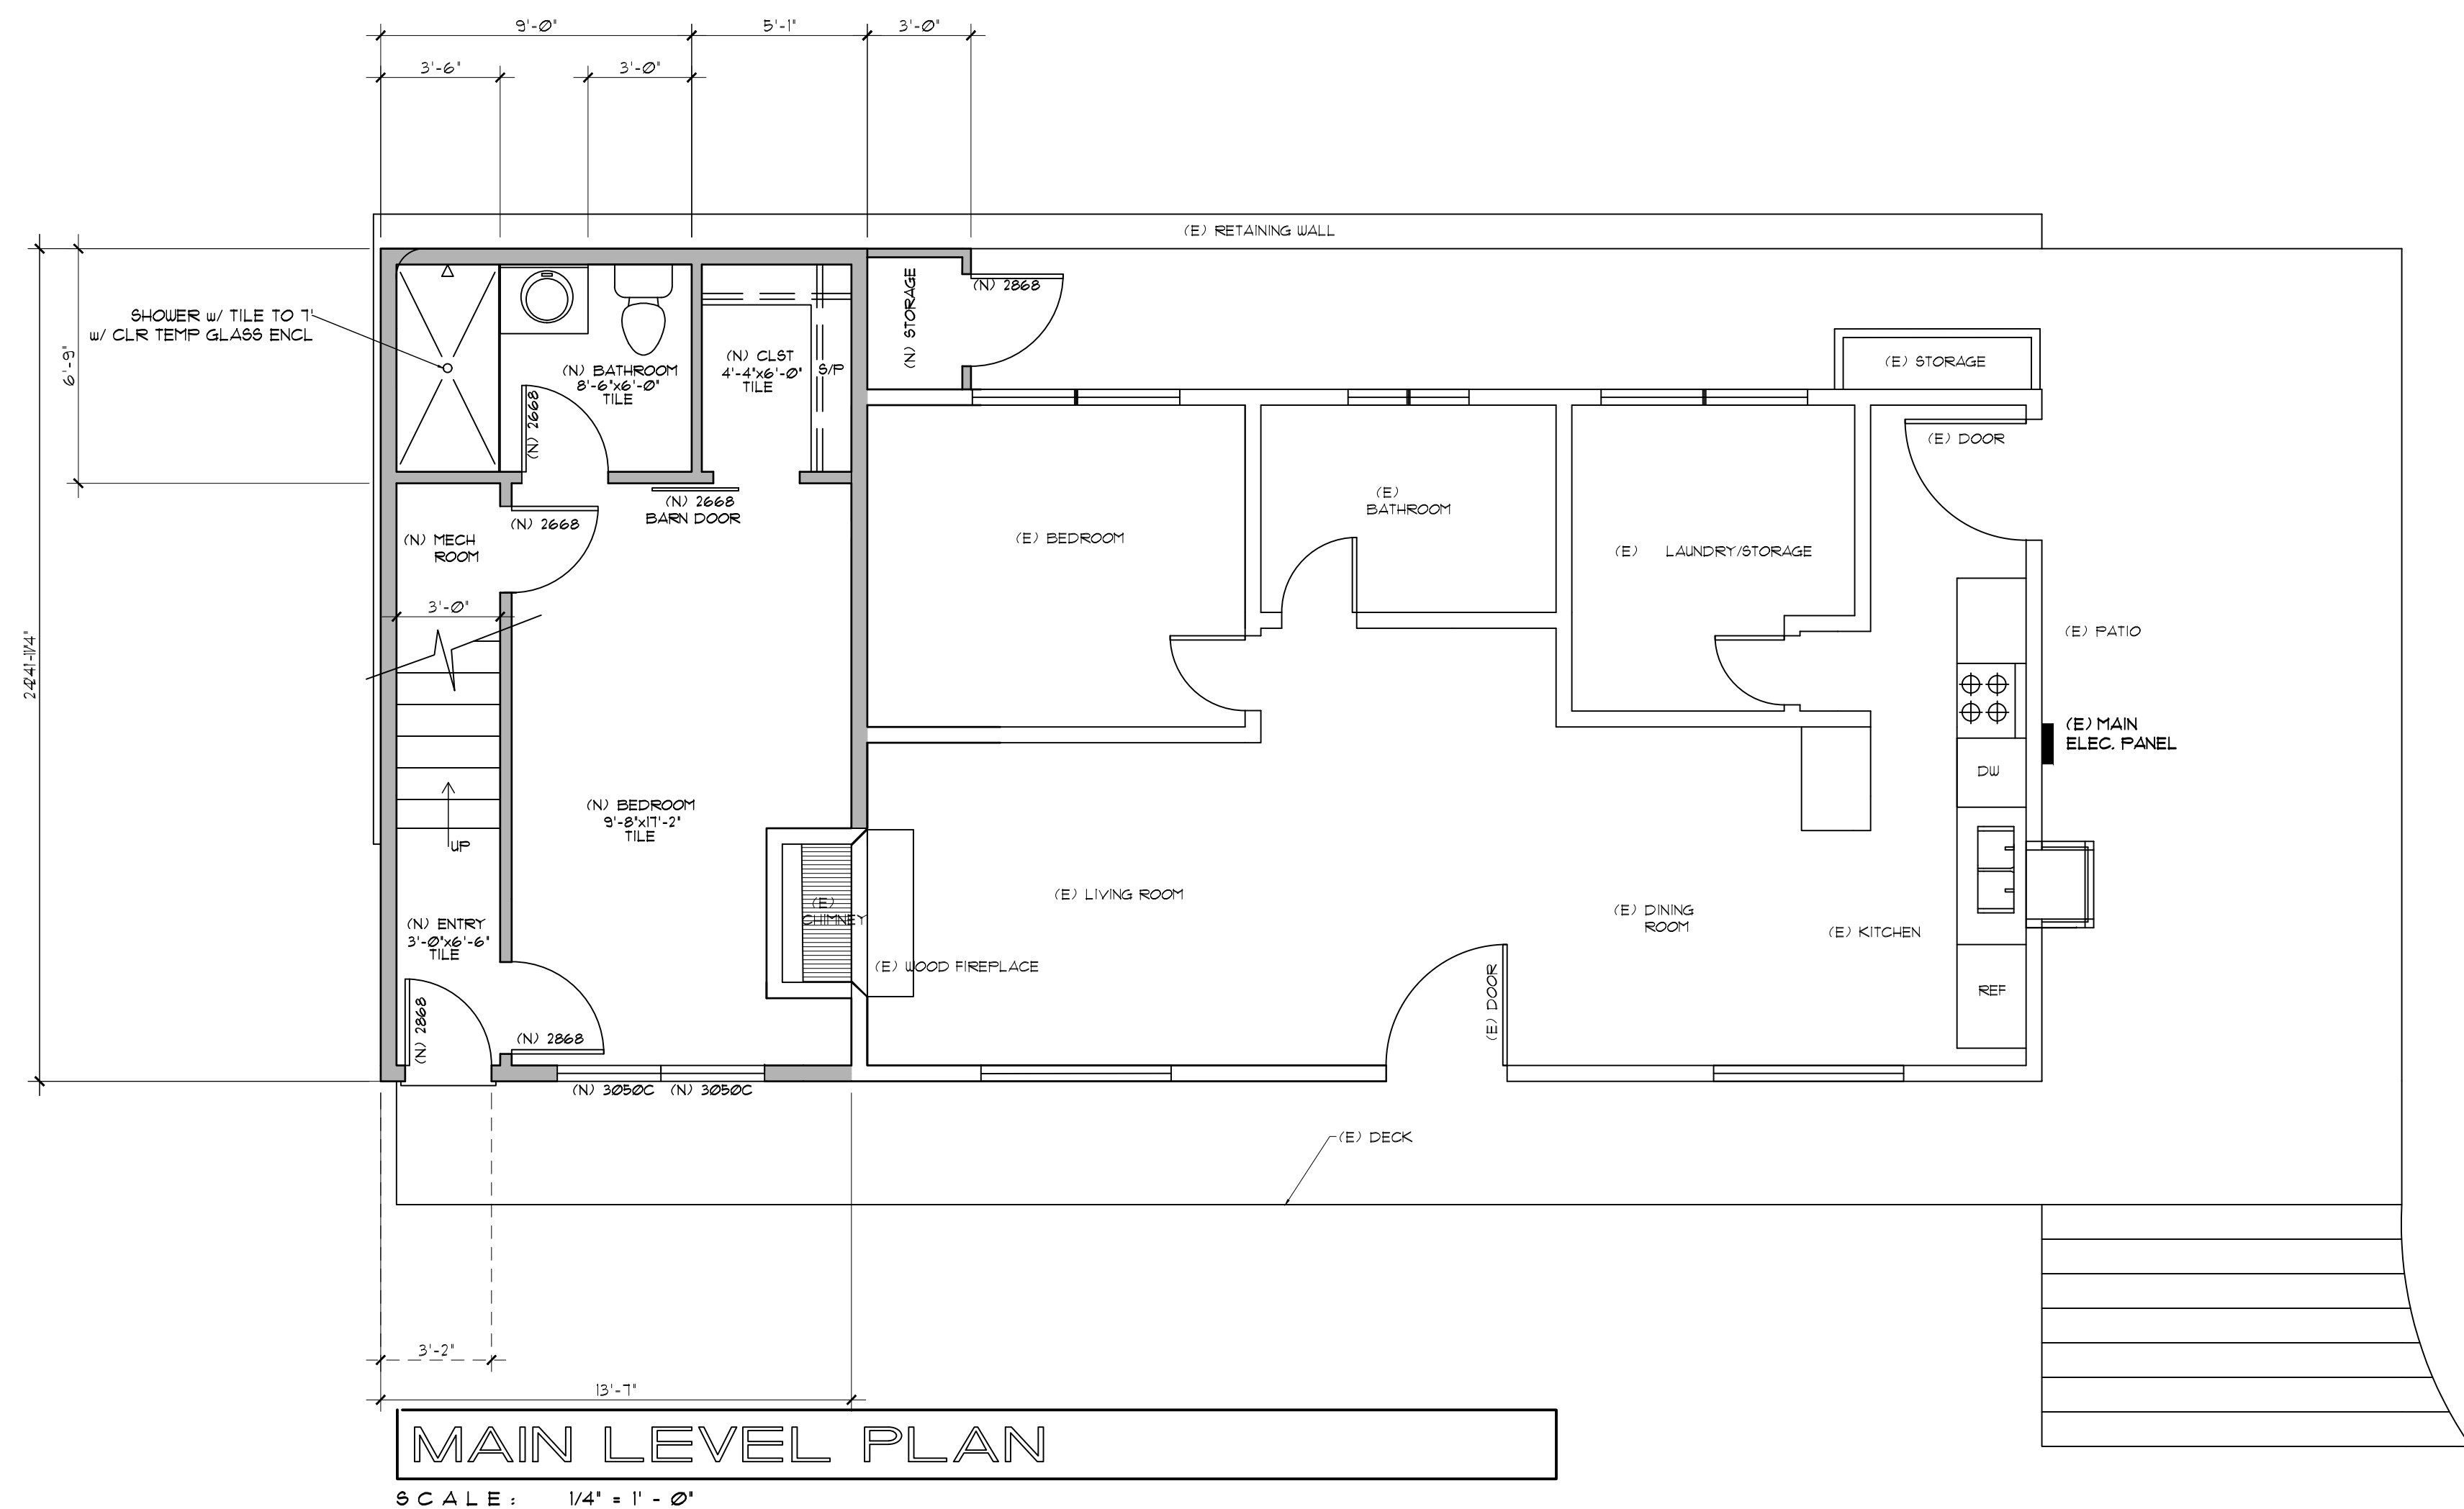 9'-0"
5'-1"
3'-0"
3'-6"
3'-0"
(E) RETAINING WALL
(N) STORAGE
(N) 2868
SHOWER w/ TILE TO 7'
w/ CLR TEMP GLASS ENCL
6'-9"
(N) BATHROOM
8'-6"x6'-0"
TILE
(N) CLST
4'-4"x6'-0"
TILE
S/P
(E) STORAGE
(N) 2668
(E) DOOR
(N) 2668
BARN DOOR
(N) 2668
(N) MECH
ROOM
(E) BEDROOM
(E)
BATHROOM
(E) LAUNDRY/STORAGE
3'-0"
(E) PATIO
(E) MAIN
ELEC. PANEL
DW
(N) BEDROOM
9'-8"x17'-2"
TILE
UP
(E)
CHIMNEY
(E) LIVING ROOM
(E) DINING
ROOM
(E) KITCHEN
(N) ENTRY
3'-0"x6'-6"
TILE
(E) WOOD FIREPLACE
REF
(E) DOOR
(N) 2868
(N) 2868
(N) 3050C (N) 3050C
(E) DECK
3'-2"
13'-7"
MAIN LEVEL PLAN
SCALE: 1/4" = 1' - 0"